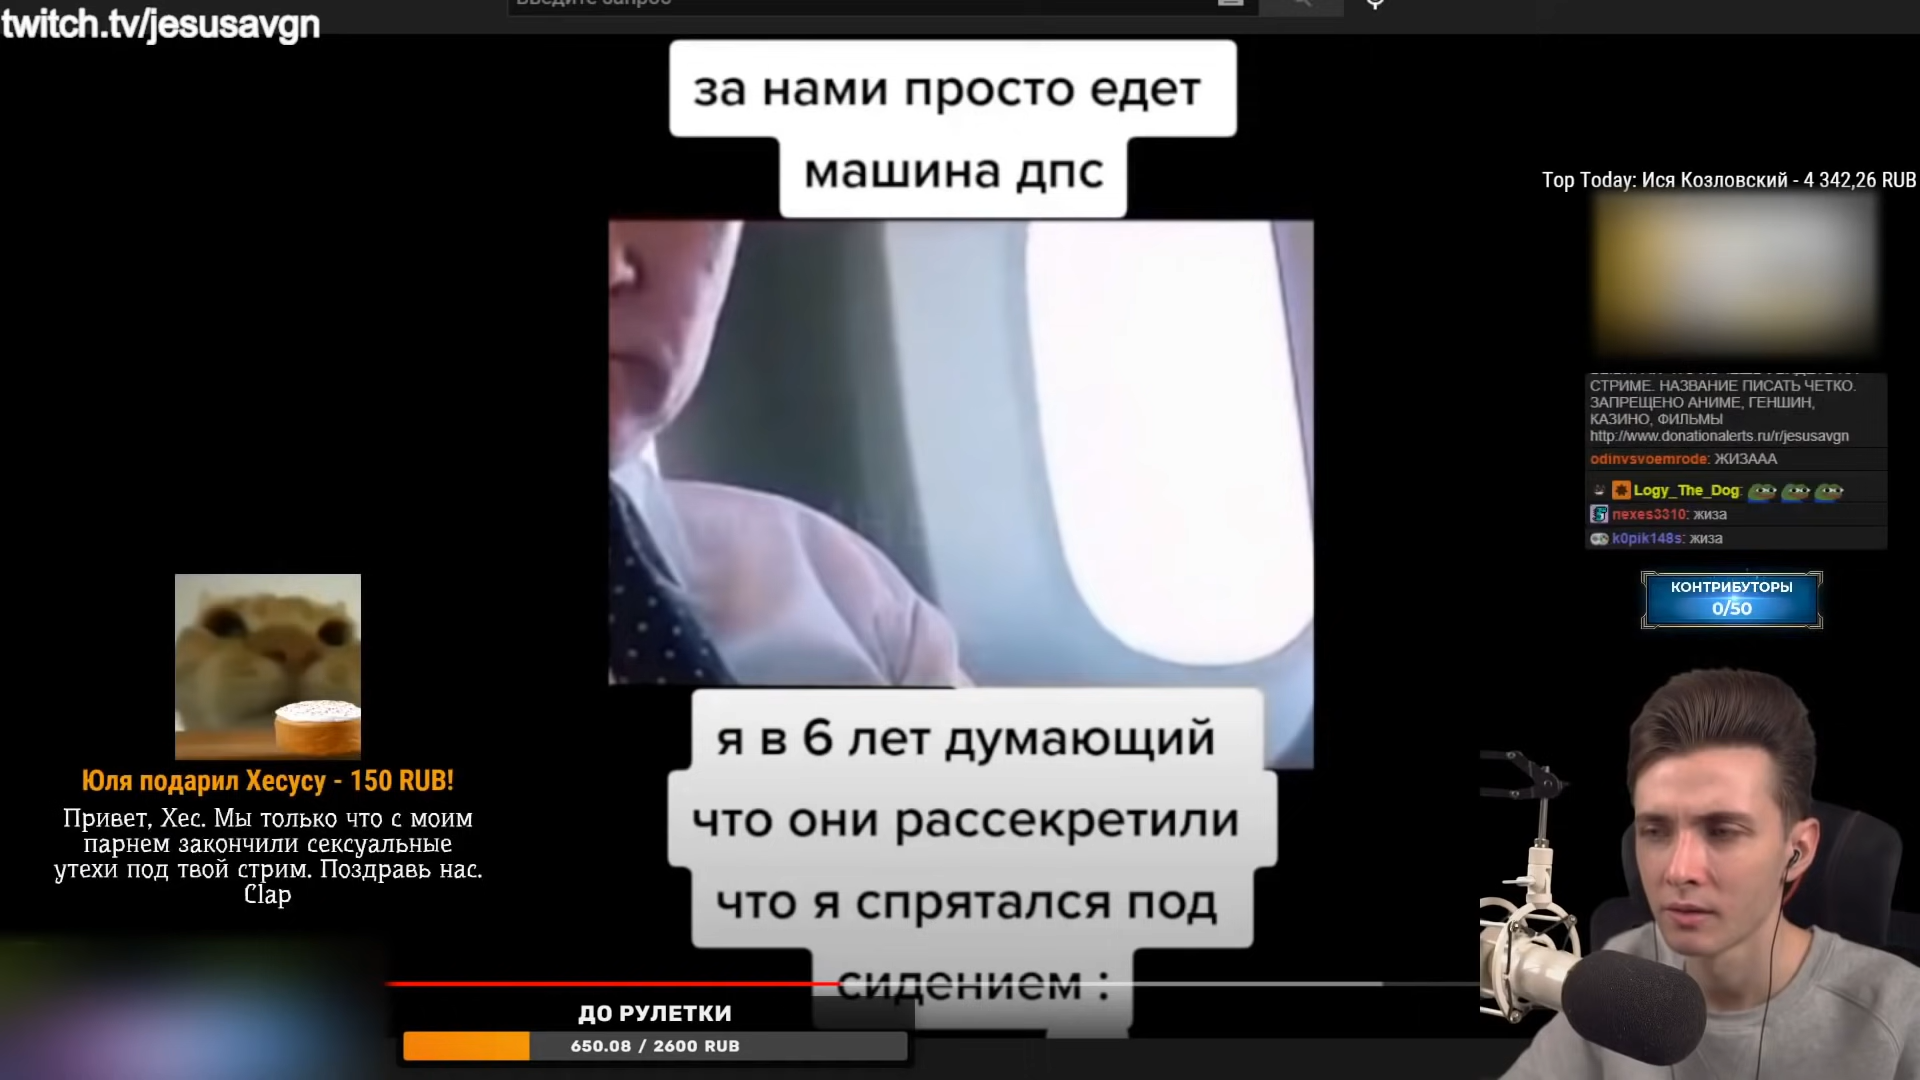 Введите запрос
twitch.tv/jesusavgn
за нами просто едет
машина дпс
Top Today: Ися Козловский - 4 342,26 RUB
СТРИМЕ. НАЗВАНИЕ ПИСАТЬ ЧЕТКО.
ЗАПРЕЩЕНО АНИМЕ, ГЕНШИН,
КАЗИНО, ФИЛЬМЫ
http://www.donationalerts.ru/r/jesusavgn
odinvsvoemrode: ЖИЗААА
Logy_The_Dog:
nexes3310: жиза
k0pik148s: жиза
КОНТРИБУТОРЫ
0/50
Юля подарил Хесусу - 150 RUB!
Привет, Хес. Мы только что с моим
парнем закончили сексуальные
утехи под твой стрим. Поздравь нас.
Clap
я в 6 лет думающий
что они рассекретили
что я спрятался под
сидением :
ДО РУЛЕТКИ
650.08 / 2600 RUB